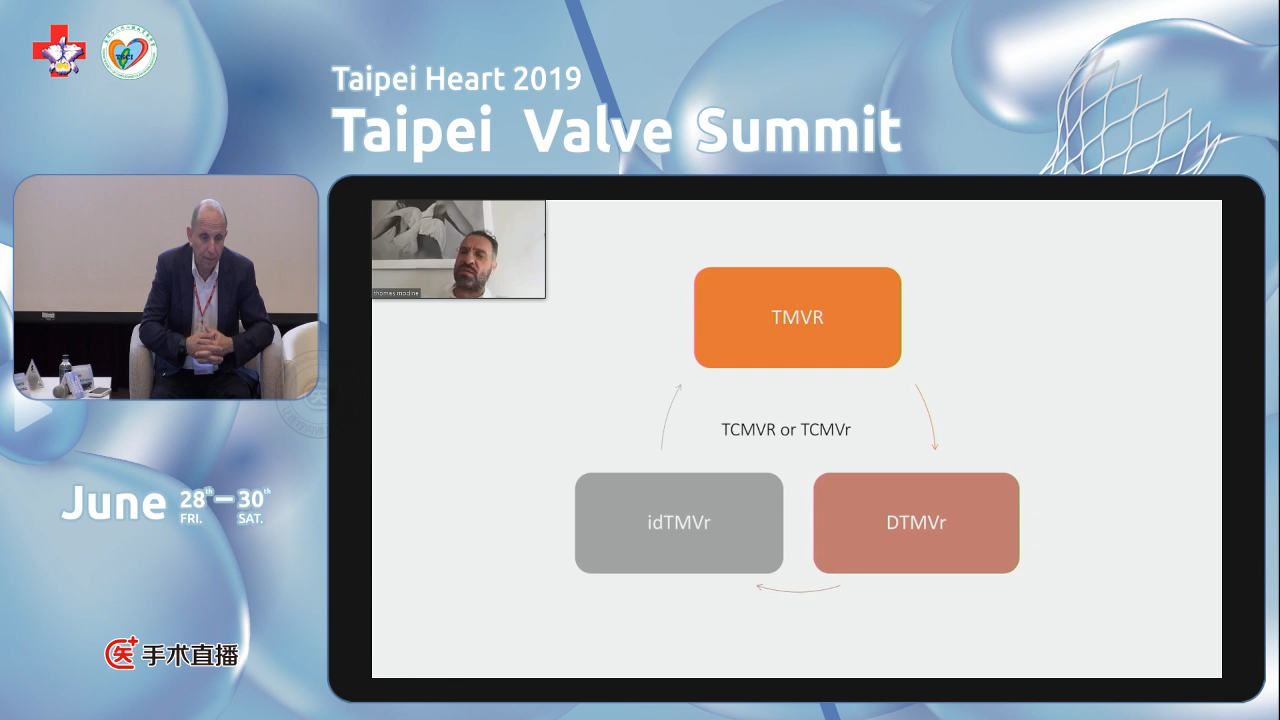 Taipei Heart 2019
Taipei Valve Summit
thomas modine
TMVR
TCMVR or TCMVr
idTMVr
DTMVr
June 28th — 30th
FRI. SAT.
手术直播